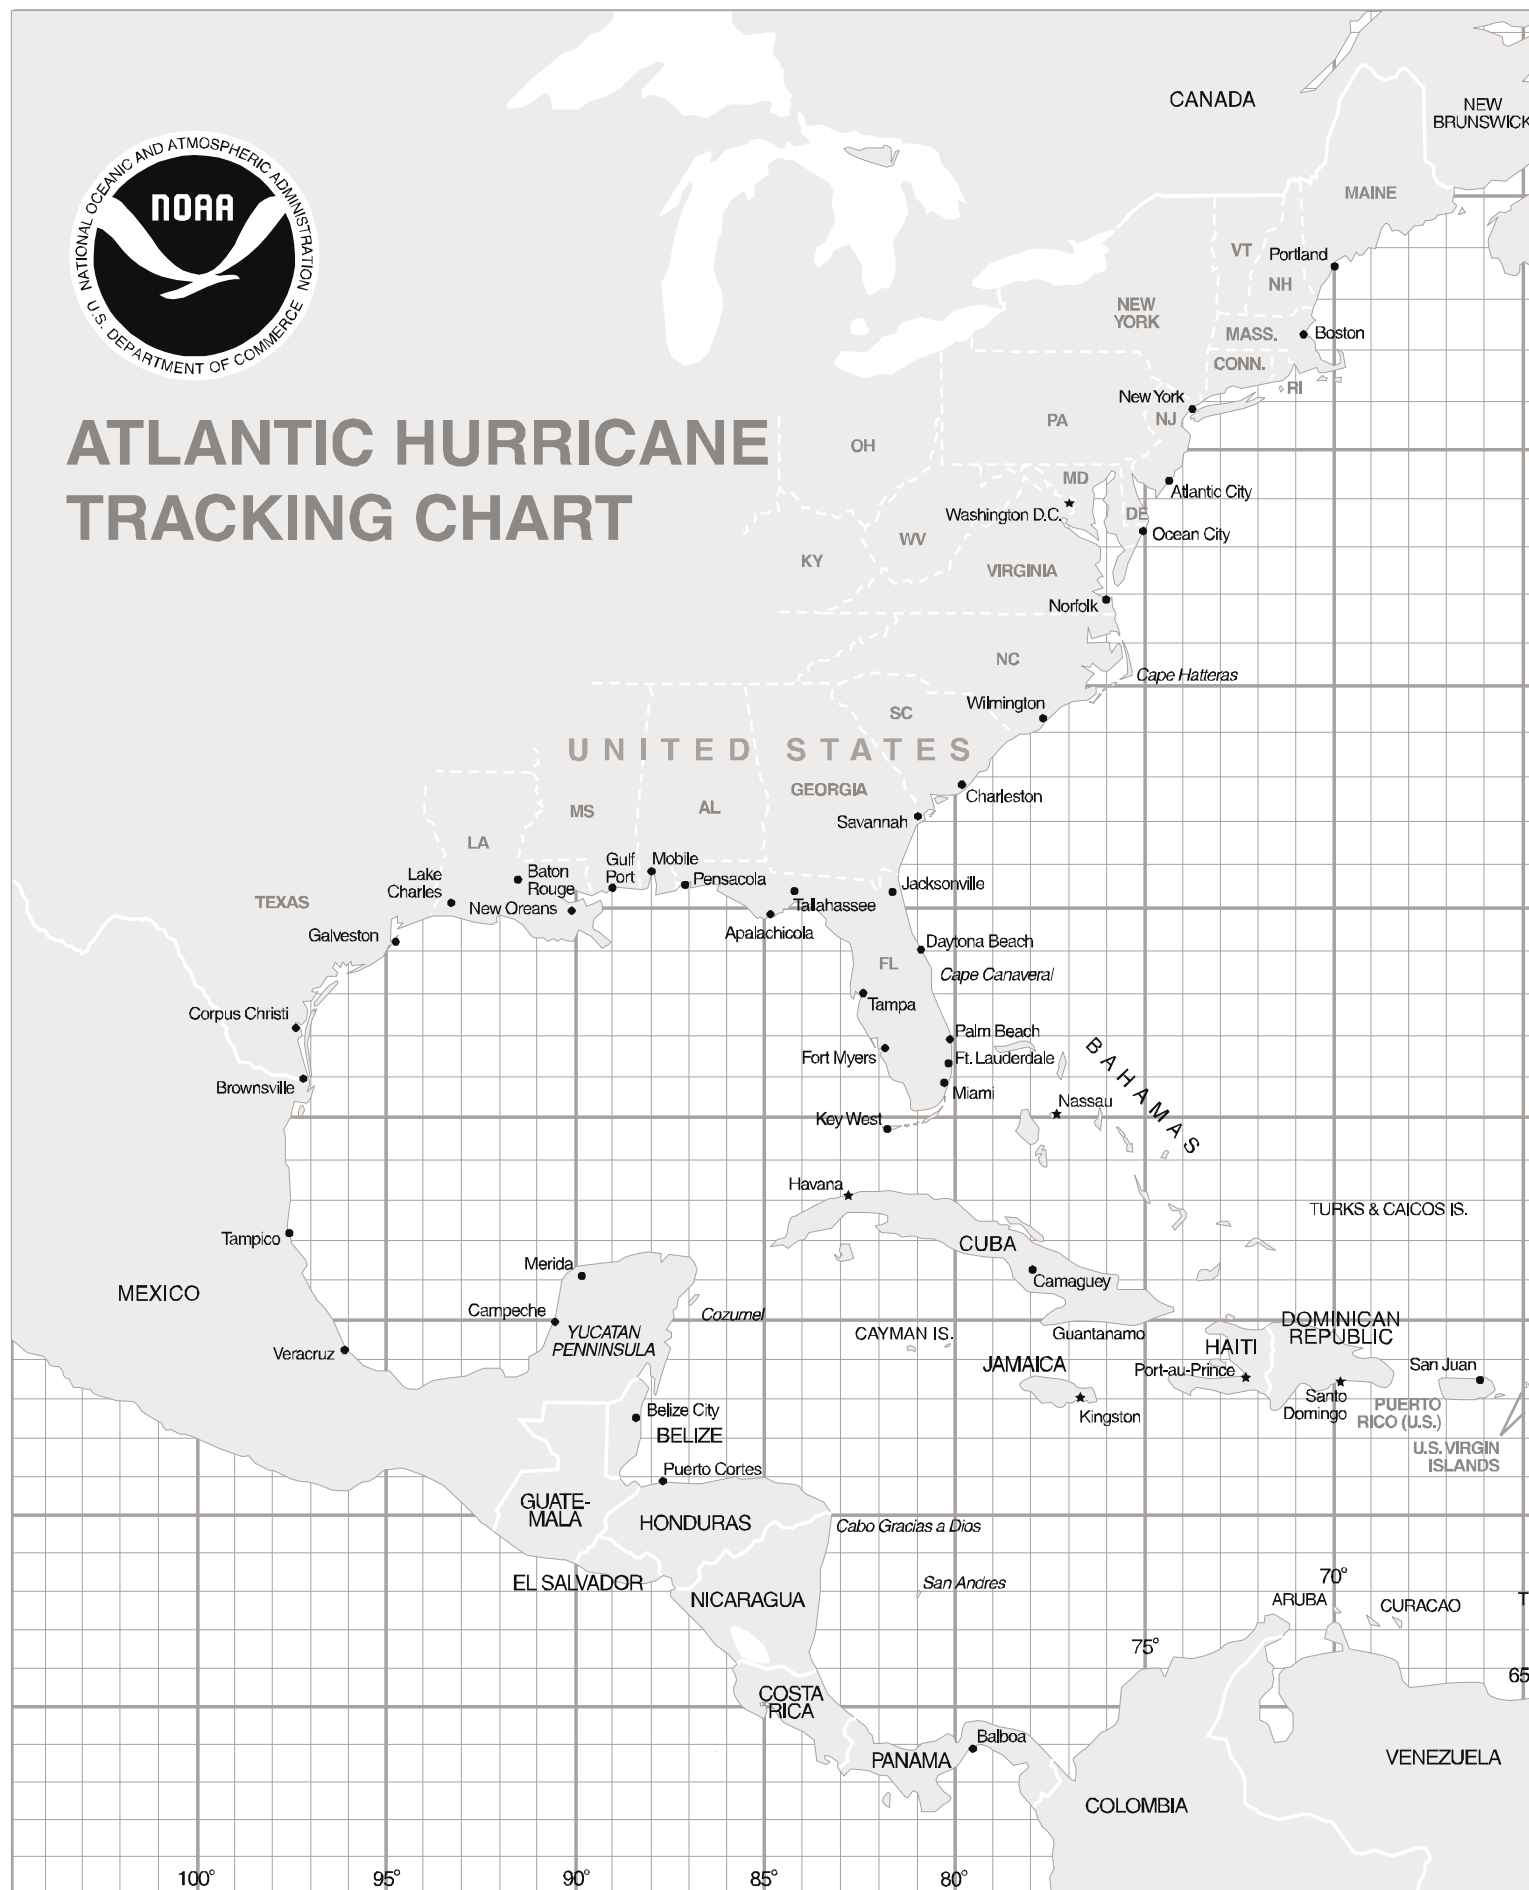 CANADA
NEW
BRUNSWICK
NATIONAL OCEANIC AND ATMOSPHERIC ADMINISTRATION
NOAA
U.S. DEPARTMENT OF COMMERCE
MAINE
VT
Portland
NH
NEW
YORK
MASS.
Boston
CONN.
RI
New York
NJ
PA
OH
ATLANTIC HURRICANE
TRACKING CHART
MD
Atlantic City
Washington D.C.
DE
Ocean City
WV
KY
VIRGINIA
Norfolk
NC
Cape Hatteras
Wilmington
SC
UNITED STATES
GEORGIA
Charleston
MS
AL
Savannah
LA
Gulf
Port
Mobile
Lake
Charles
Baton
Rouge
Pensacola
Jacksonville
TEXAS
New Oreans
Tallahassee
Galveston
Apalachicola
Daytona Beach
FL
Cape Canaveral
Tampa
Corpus Christi
Palm Beach
Fort Myers
Ft. Lauderdale
BAHAMAS
Brownsville
Miami
Nassau
Key West
Havana
TURKS & CAICOS IS.
Tampico
CUBA
Merida
Camaguey
MEXICO
Campeche
Cozumel
YUCATAN
PENNINSULA
CAYMAN IS.
Guantanamo
DOMINICAN
REPUBLIC
HAITI
Veracruz
JAMAICA
Port-au-Prince
San Juan
Kingston
Santo
Domingo
PUERTO
RICO (U.S.)
Belize City
BELIZE
U.S. VIRGIN
ISLANDS
Puerto Cortes
GUATE-
MALA
HONDURAS
Cabo Gracias a Dios
EL SALVADOR
San Andres
70°
NICARAGUA
ARUBA
CURACAO
T
75°
65
COSTA
RICA
Balboa
PANAMA
VENEZUELA
COLOMBIA
100°
95°
90°
85°
80°